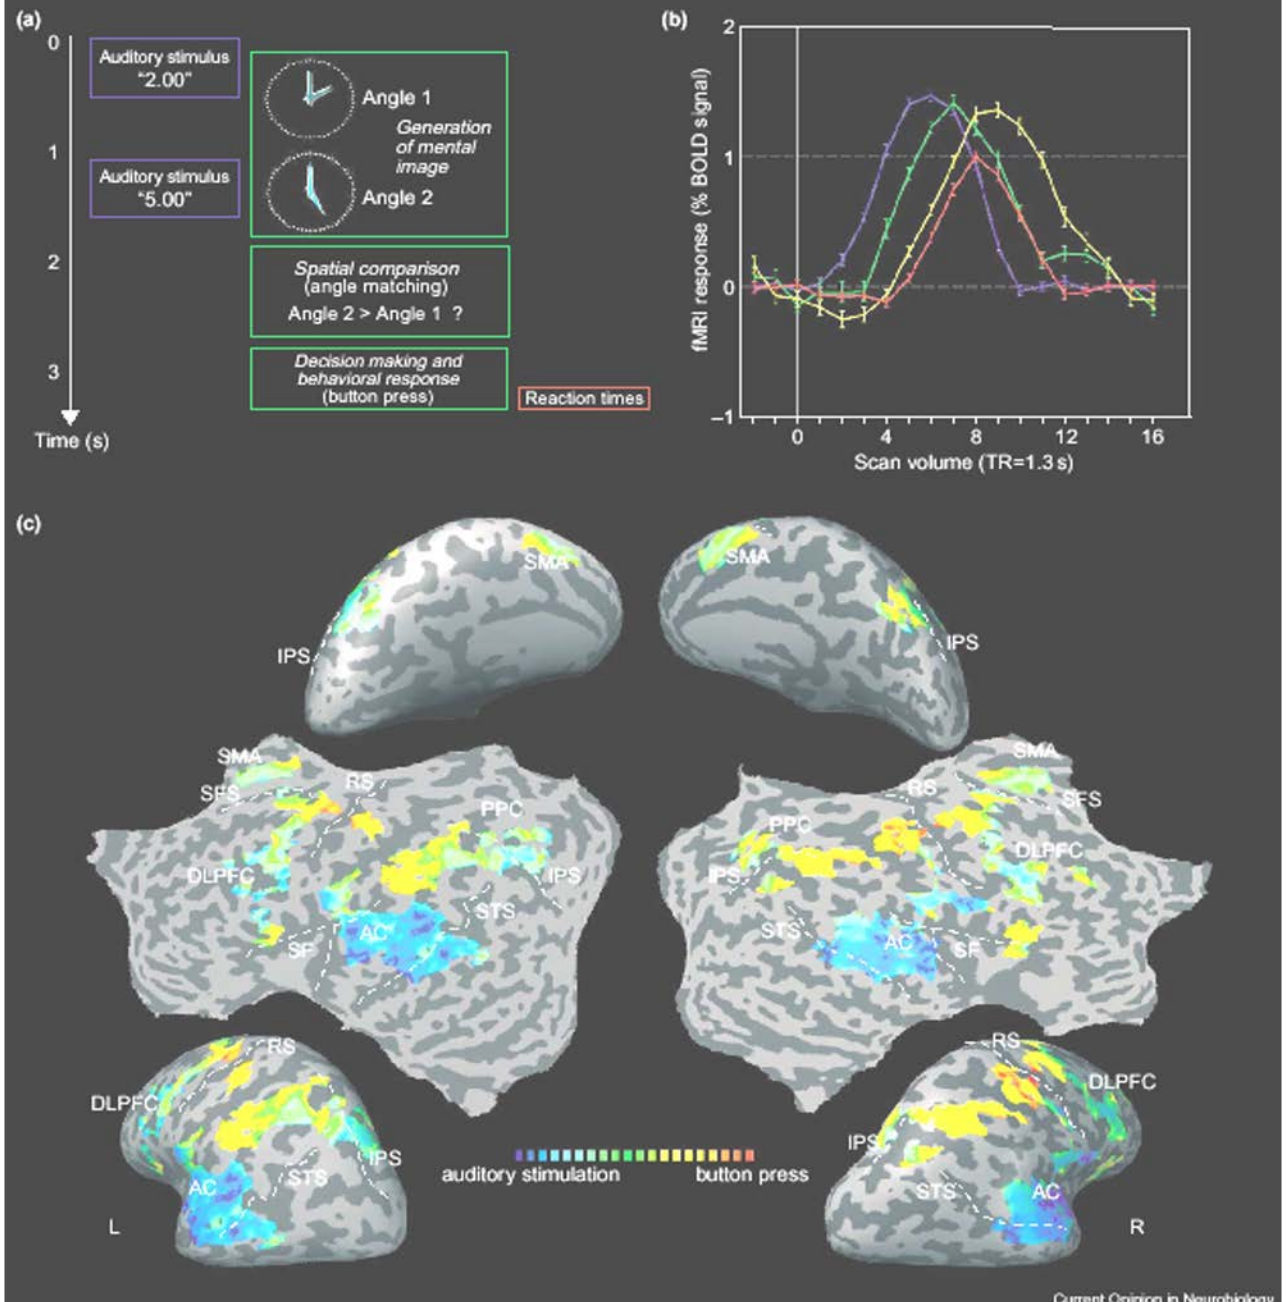 (a)
0
1
2
3
Time (s)
Auditory stimulus
“2.00”
Auditory stimulus
“5.00”
Angle 1
Generation
of mental
image
Angle 2
Spatial comparison
(angle matching)
Angle 2 > Angle 1 ?
Decision making and
behavioral response
(button press)
Reaction times
(b)
fMRI response (% BOLD signal)
2
1
0
–1
0 4 8 12 16
Scan volume (TR=1.3 s)
(c)
SMA
IPS
SMA
IPS
SMA
SFS
RS
PPC
DLPFC
IPS
STS
AC
SF
SMA
RS
SFS
PPC
DLPFC
IPS
STS
AC
SF
RS
DLPFC
IPS
STS
AC
L
auditory stimulation
button press
RS
DLPFC
IPS
STS
AC
R
Current Opinion in Neurobiology